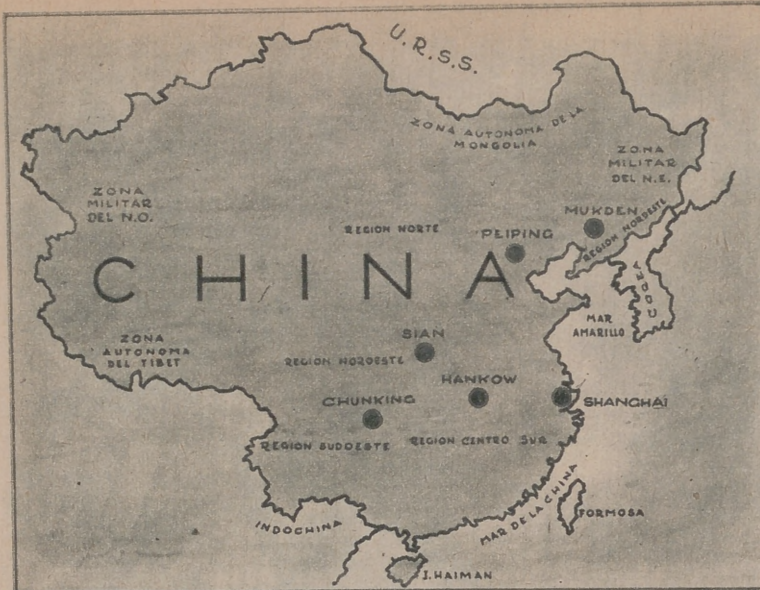 U.R.S.S.
ZONA AUTONOMA DE LA
MONGOLIA
ZONA
MILITAR
DEL N.E.
ZONA
MILITAR
DEL N.O.
MUKDEN
REGION NORTE
PEIPING
REGION NORDESTE
CHINA
COREA
MAR
AMARILLO
SIAN
ZONA
AUTONOMA
DEL TIBET
REGION NOROESTE
HANKOW
CHUNKING
SHANGHAI
REGION SUDOESTE
REGION CENTRO SUR
MAR DE LA CHINA
FORMOSA
INDOCHINA
I. HAIMAN